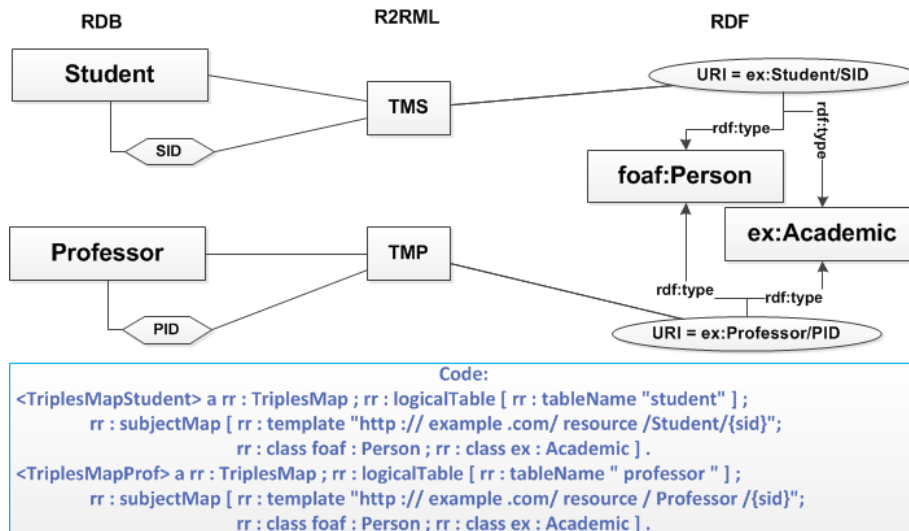 RDB R2RML RDF
Student
URI = ex:Student/SID
TMS
rdf:type
rdf:type
SID
foaf:Person
Professor
TMP
ex:Academic
rdf:type
rdf:type
PID
URI = ex:Professor/PID
Code:
<TriplesMapStudent> a rr : TriplesMap ; rr : logicalTable [ rr : tableName "student" ] ;
rr : subjectMap [ rr : template "http :// example .com/ resource /Student/{sid}";
rr : class foaf : Person ; rr : class ex : Academic ] .
<TriplesMapProf> a rr : TriplesMap ; rr : logicalTable [ rr : tableName " professor " ] ;
rr : subjectMap [ rr : template "http :// example .com/ resource / Professor /{sid}";
rr : class foaf : Person ; rr : class ex : Academic ] .